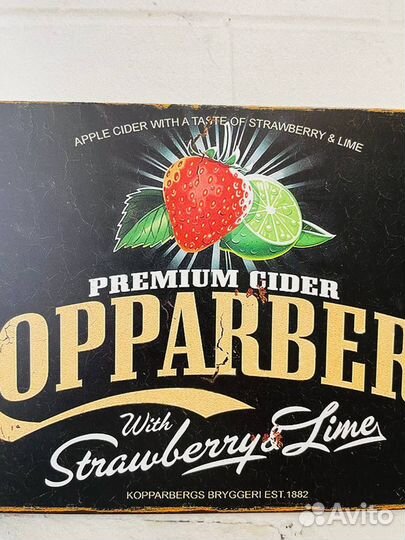 APPLE CIDER WITH A TASTE OF STRAWBERRY & LIME
PREMIUM CIDER
OPPARBER
With
Strawberry & Lime
KOPPARBERGS BRYGGERI EST.1882
Avito